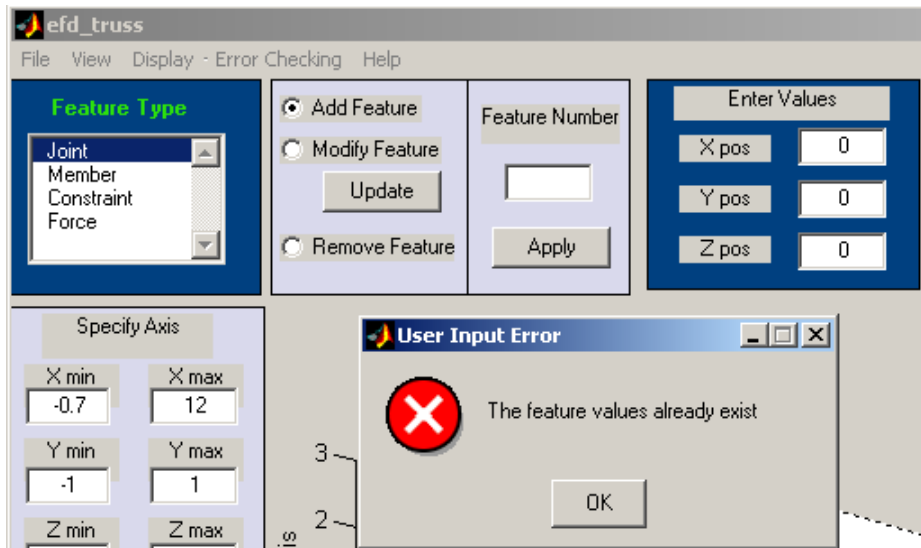 efd_truss
File View Display - Error Checking Help
Feature Type
Joint
Member
Constraint
Force
Add Feature
Modify Feature
Update
Remove Feature
Feature Number
Apply
Enter Values
X pos 0
Y pos 0
Z pos 0
Specify Axis
X min X max
-0.7 12
Y min Y max
-1 1
Z min Z max
3
2
is
User Input Error
The feature values already exist
OK